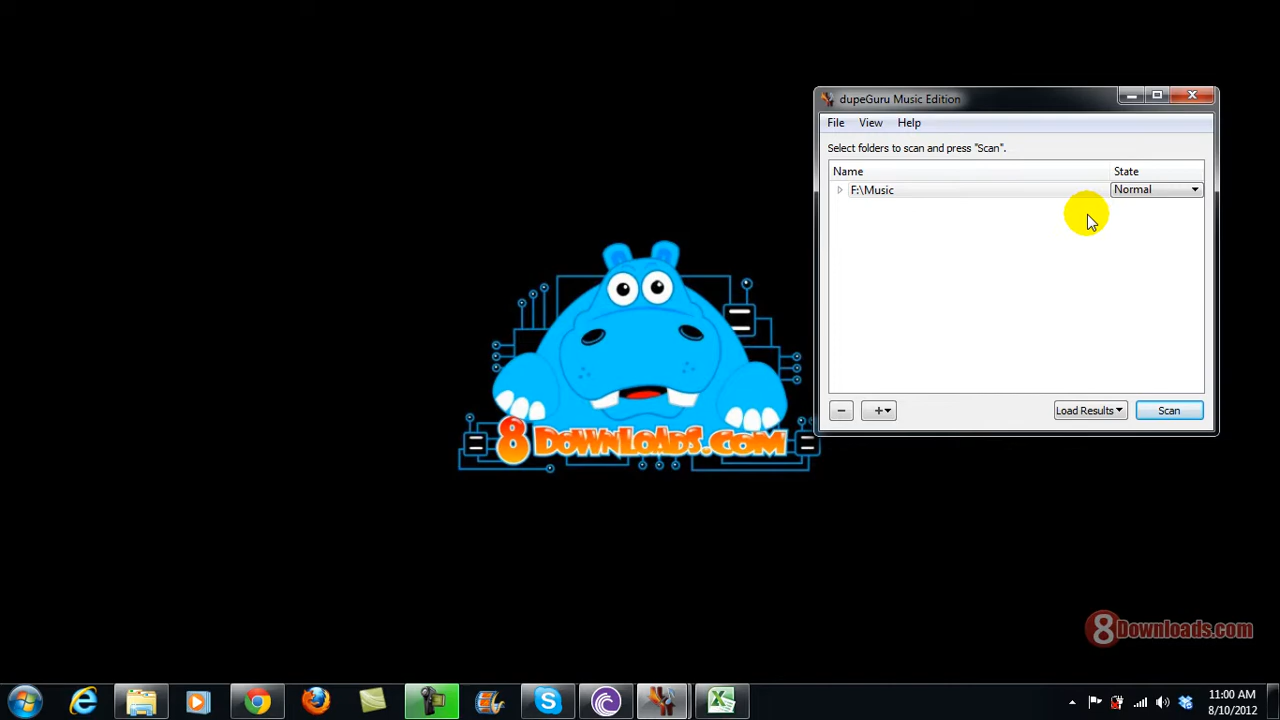 dupeGuru Music Edition
File View Help
Select folders to scan and press "Scan".
Name State
F:\Music Normal
Load Results Scan
8 DOWNLOADS.COM
8Downloads.com
11:00 AM
8/10/2012